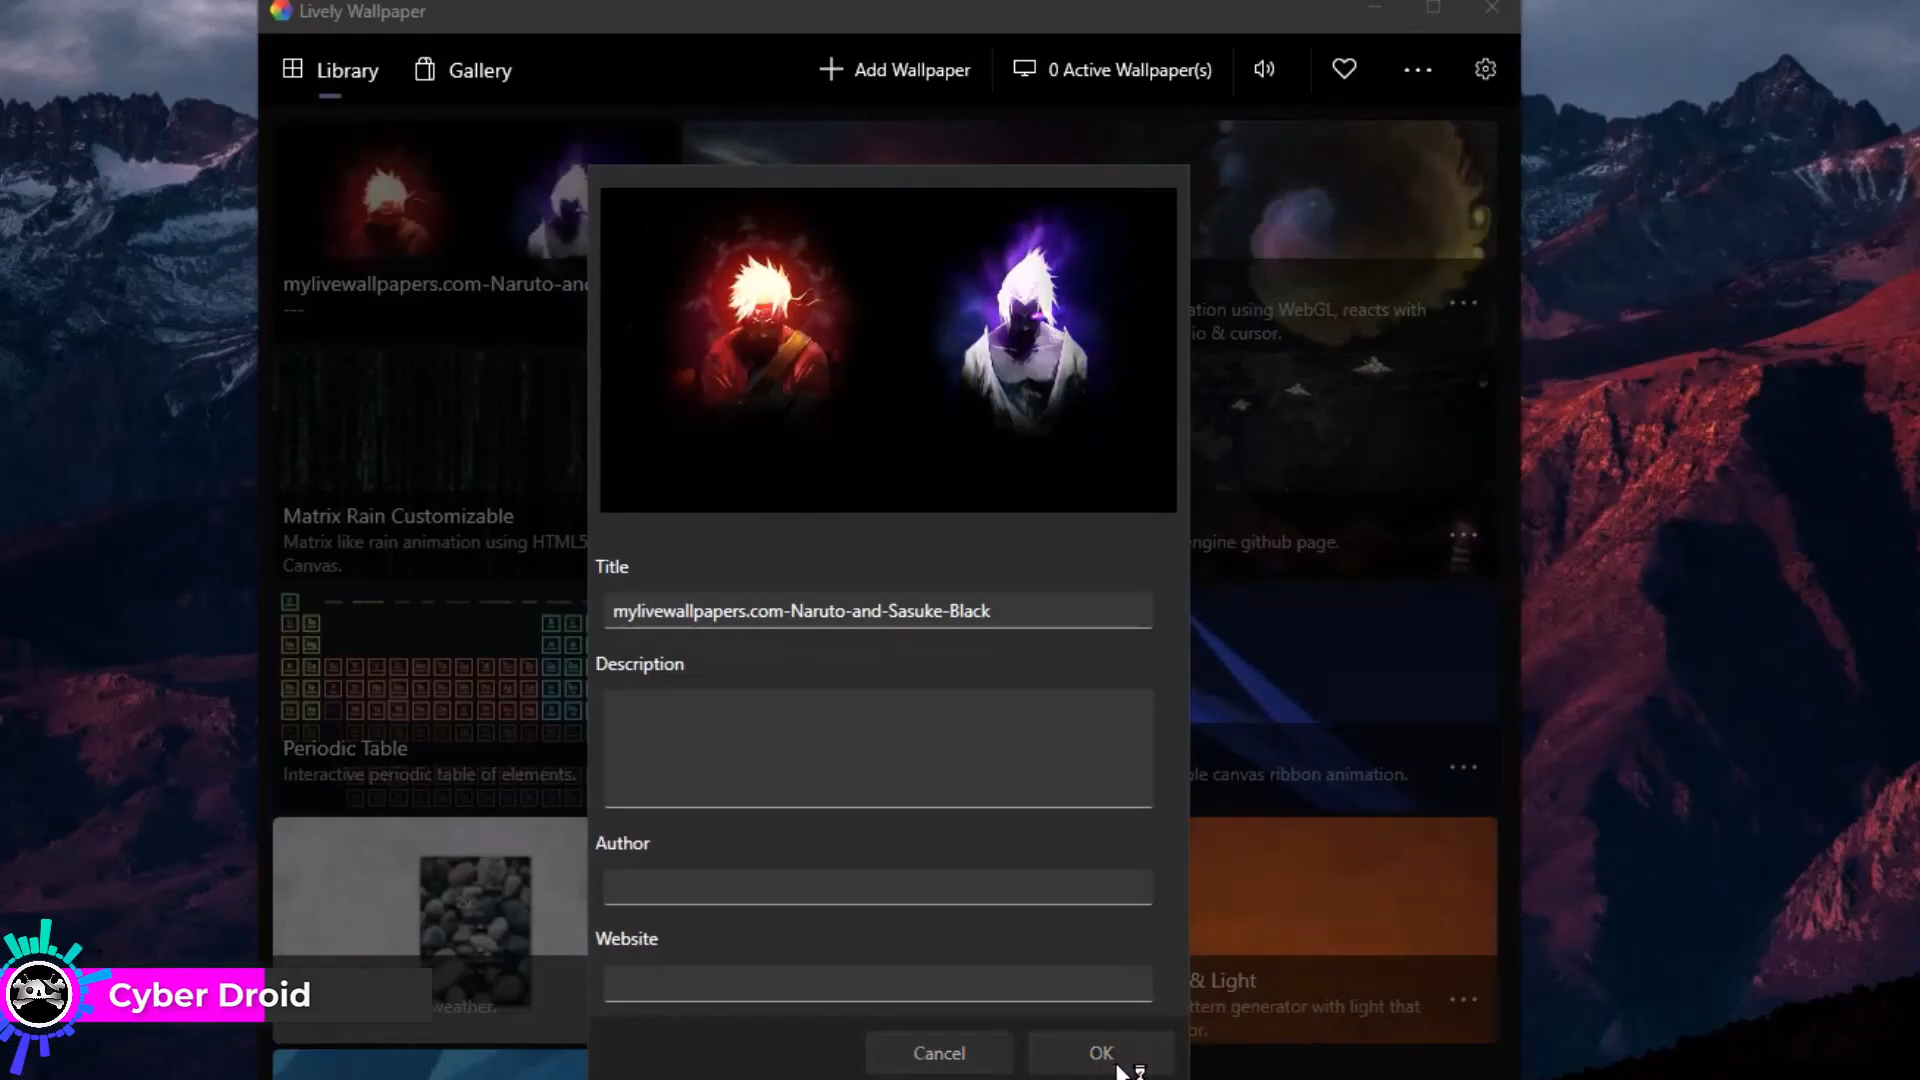 Lively Wallpaper
Library
Gallery
Add Wallpaper
0 Active Wallpaper(s)
mylivewallpapers.com-Naruto-and
---
ation using WebGL, reacts with
io & cursor.
Matrix Rain Customizable
Matrix like rain animation using HTML5
Canvas.
ngine github page.
Periodic Table
Interactive periodic table of elements.
le canvas ribbon animation.
weather.
& Light
ttern generator with light that
or.
Title
mylivewallpapers.com-Naruto-and-Sasuke-Black
Description
Author
Website
Cancel
OK
Cyber Droid